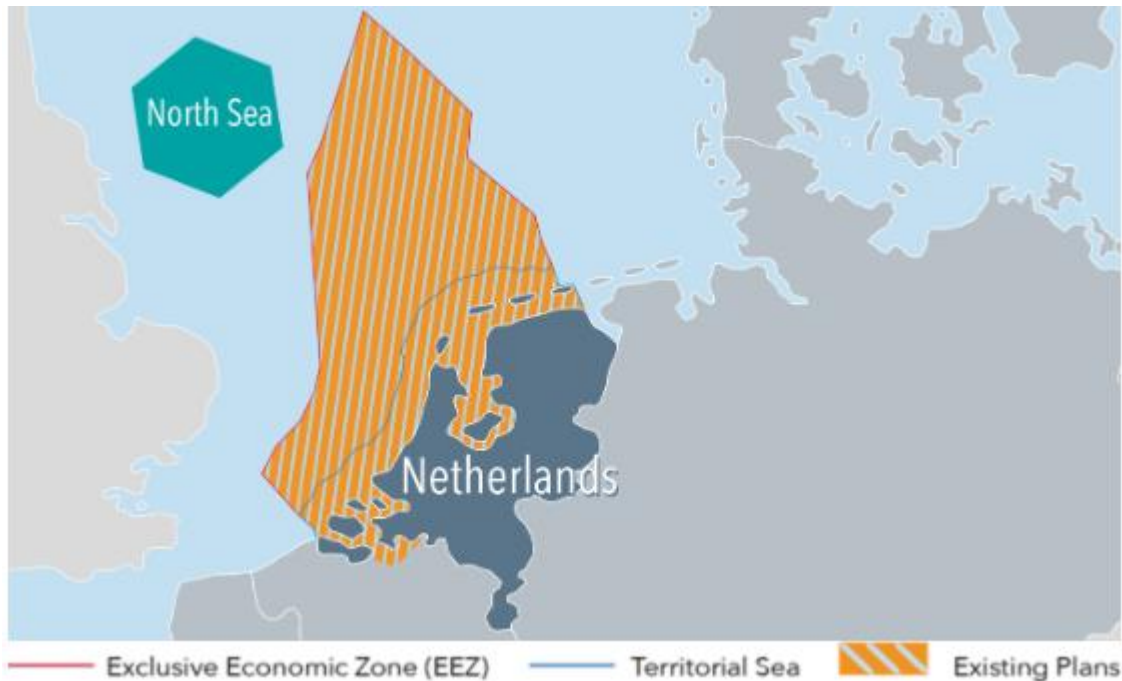 North Sea
Netherlands
Exclusive Economic Zone (EEZ)
Territorial Sea
Existing Plans